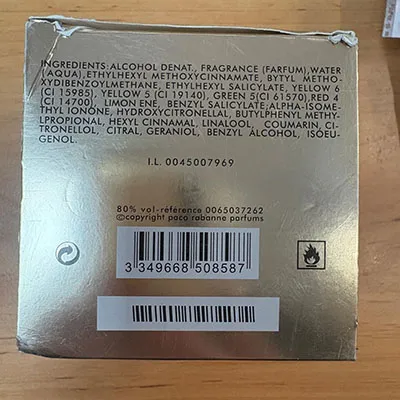 INGREDIENTS:ALCOHOL DENAT., FRAGRANCE (FARFUM),WATER
(AQUA),ETHYLHEXYL METHOXYCINNAMATE, BYTYL METHO-
XYDIBENZOYLMETHANE, ETHYLHEXYL SALICYLATE, YELLOW 6
(CI 15985), YELLOW 5 (CI 19140), GREEN 5(CI 61570),RED 4
(CI 14700), LIMON ENE, BENZYL SALICYLATE;ALPHA-ISOME-
THYL IONONE, HYDROXYCITRONELLAL, BUTYLPHENYL METHY-
LPROPIONAL, HEXYL CINNAMAL, LINALOOL, COUMARIN, CI-
TRONELLOL, CITRAL, GERANIOL, BENZYL ALCOHOL, ISOEU-
GENOL.
I.L. 0045007969
80% vol-référence 0065037262
©copyright paco rabanne parfums
3 349668 508587